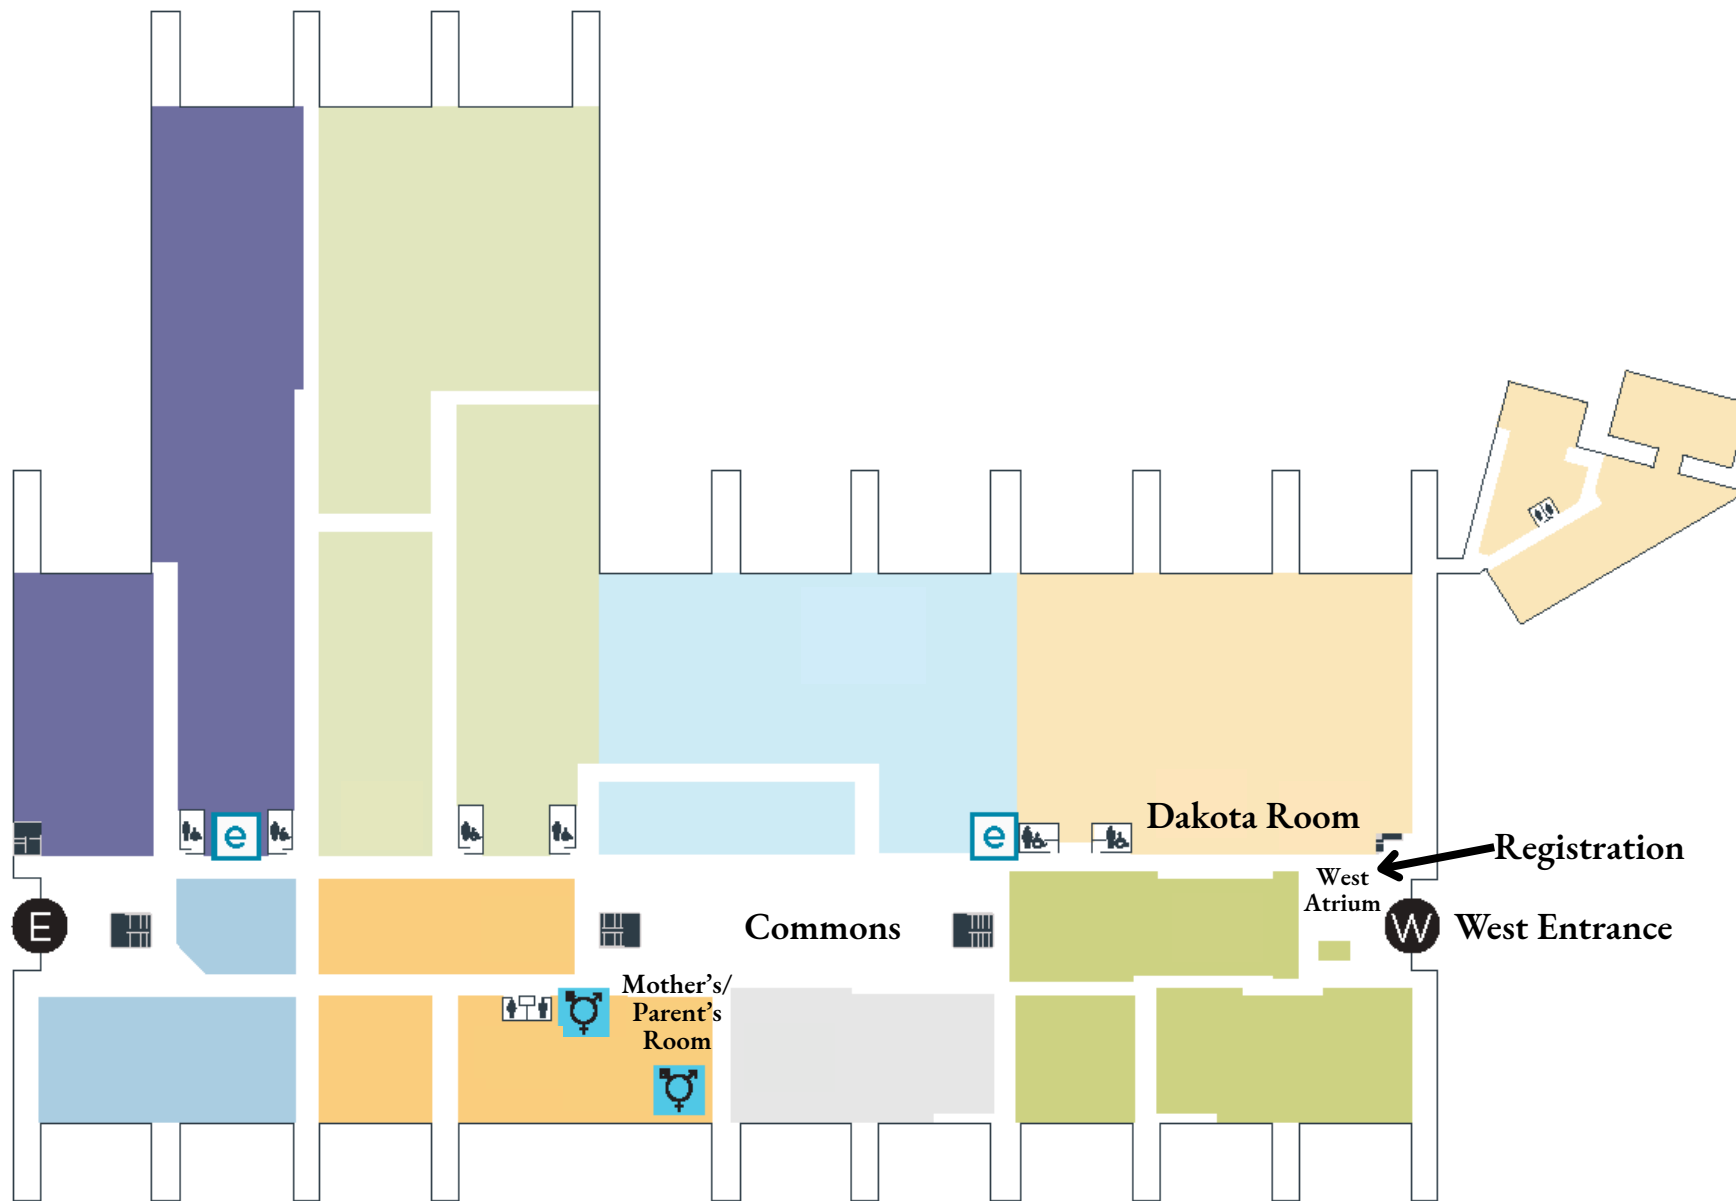 e
e
Dakota Room
Registration
West
Atrium
E
Commons
W
West Entrance
Mother’s/
Parent’s
Room